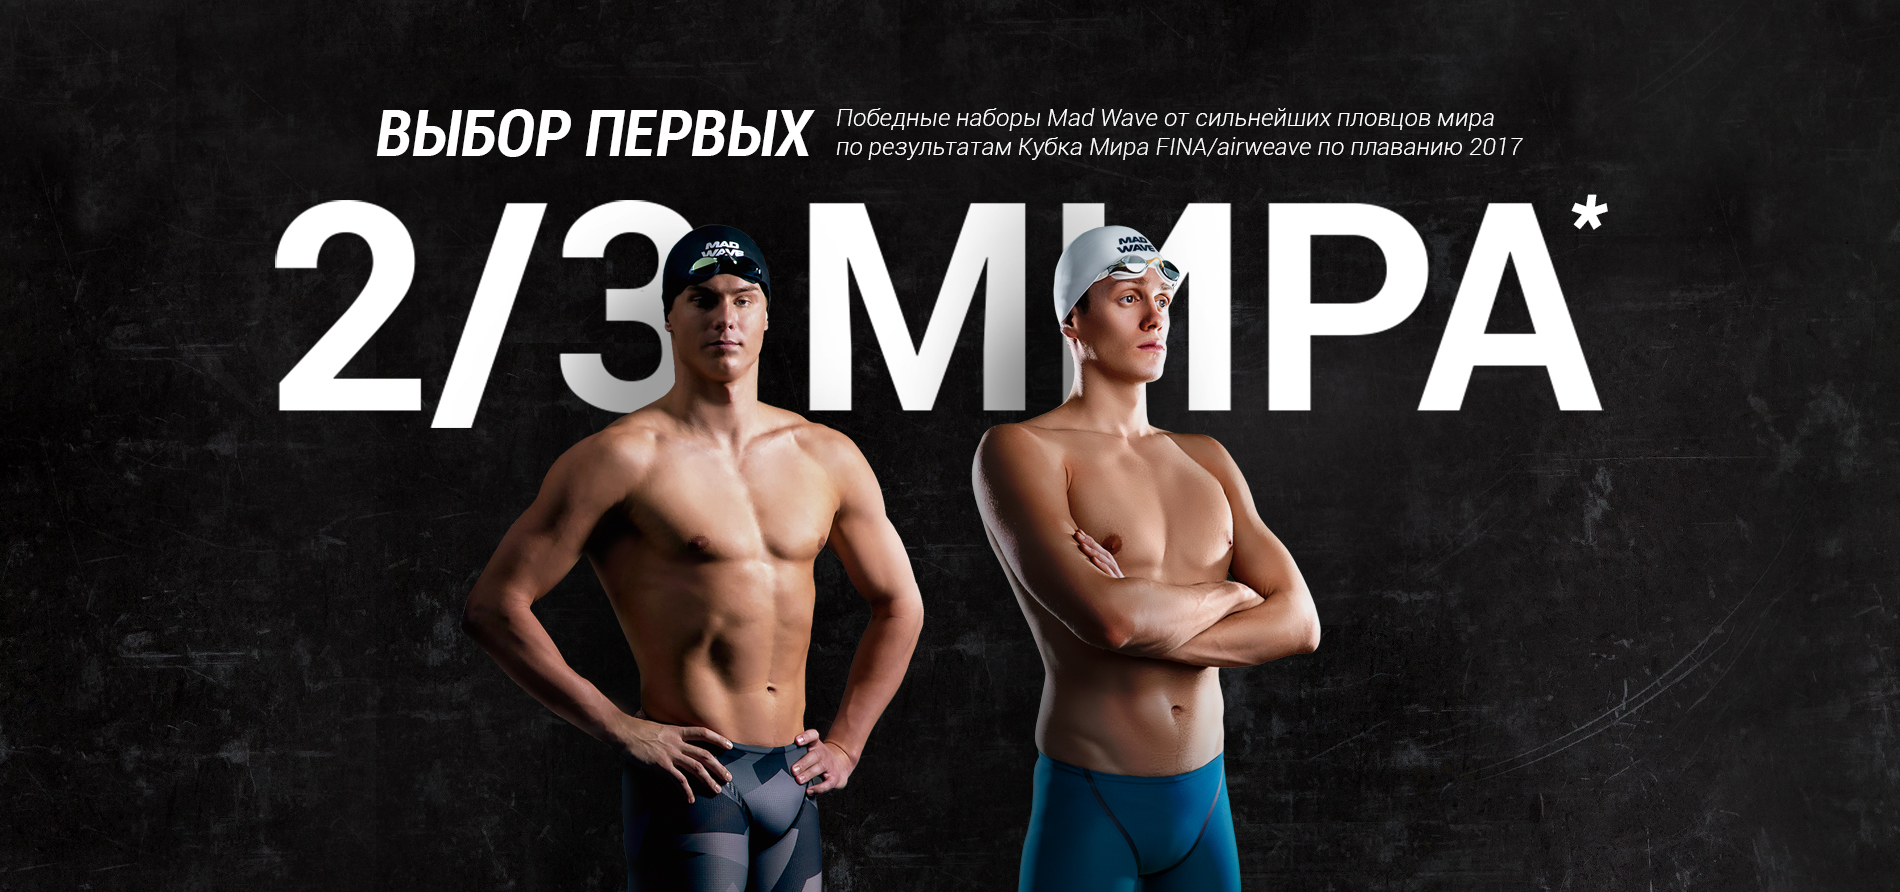 ВЫБОР ПЕРВЫХ
Победные наборы Mad Wave от сильнейших пловцов мира
по результатам Кубка Мира FINA/airweave по плаванию 2017
2/3 МИРА*
MAD
WAVE
MAD
WAVE